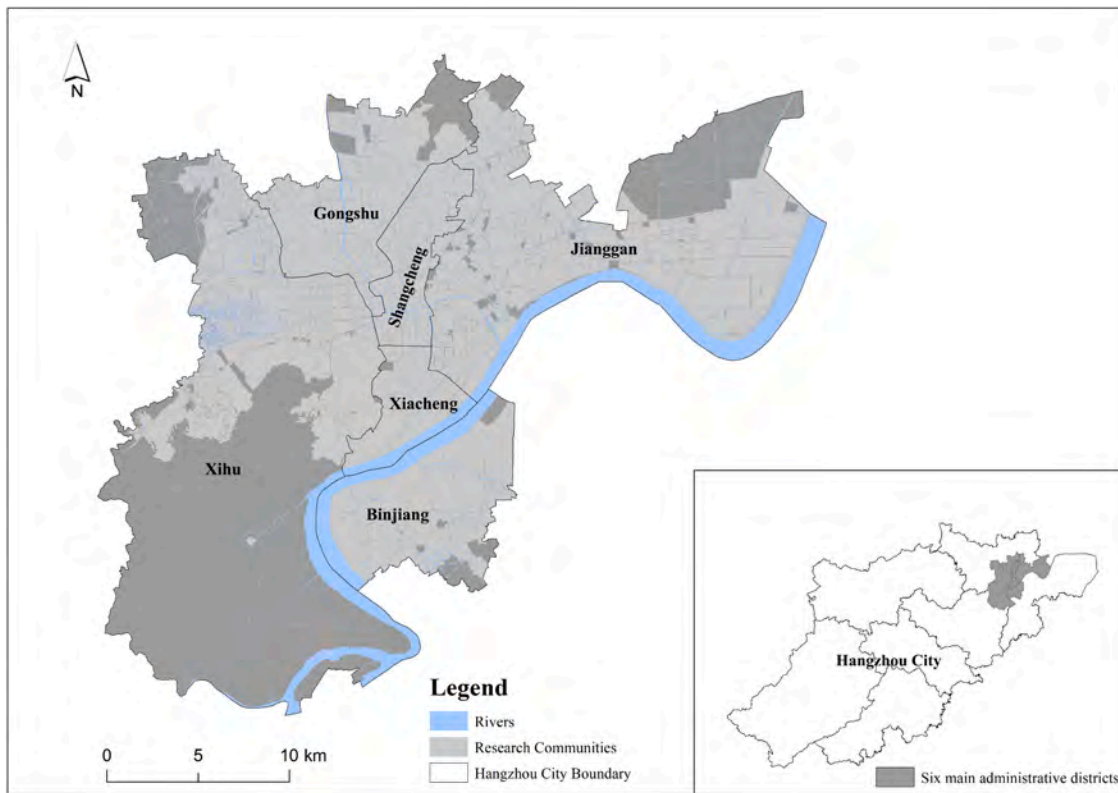 N
Gongshu
Jianggan
Shangcheng
Xiacheng
Xihu
Binjiang
Legend
Rivers
Research Communities
Hangzhou City Boundary
0 5 10 km
Hangzhou City
Six main administrative districts